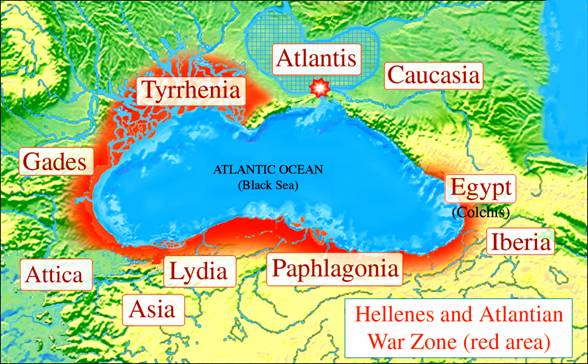 Atlantis
Caucasia
Tyrrhenia
Gades
ATLANTIC OCEAN
(Black Sea)
Egypt
(Colchis)
Iberia
Attica
Lydia
Paphlagonia
Asia
Hellenes and Atlantian
War Zone (red area)